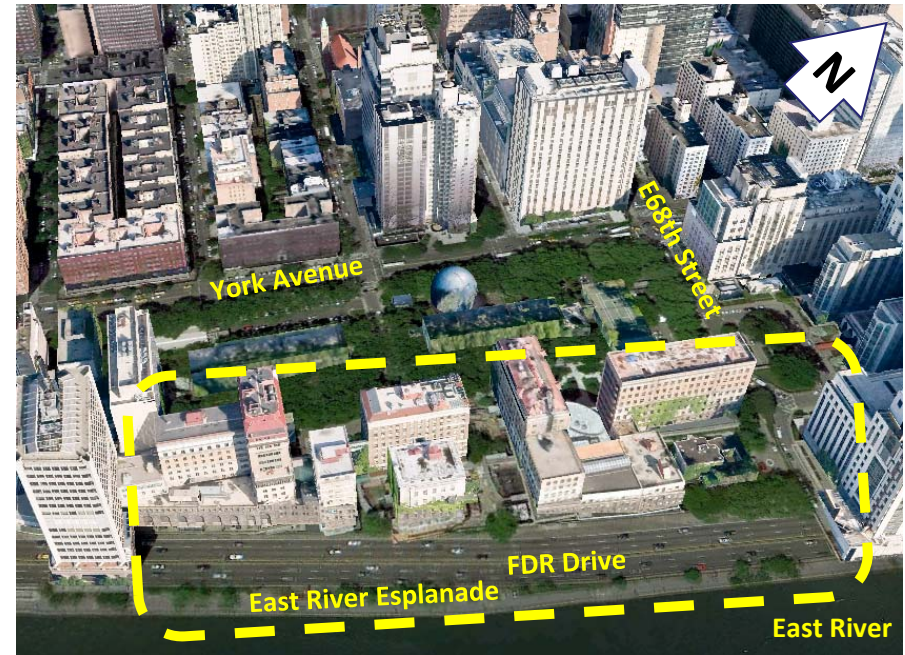 N
E68th Street
York Avenue
FDR Drive
East River Esplanade
East River